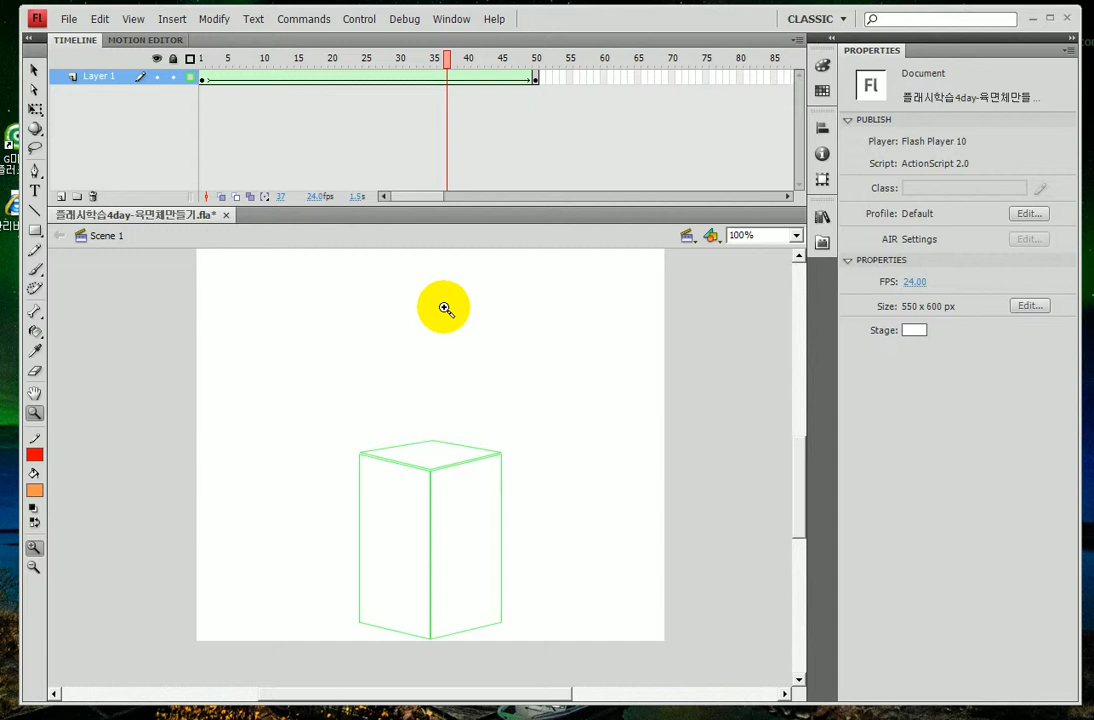 Fl File Edit View Insert Modify Text Commands Control Debug Window Help CLASSIC
TIMELINE MOTION EDITOR PROPERTIES
1 5 10 15 20 25 30 35 40 45 50 55 60 65 70 75 80 85
Layer 1
Fl Document
플래시학습4day-육면체만들 ...
PUBLISH
Player: Flash Player 10
Script: ActionScript 2.0
Class:
37 24.0fps 1.5s
플래시학습4day-육면체만들기.fla*
Profile: Default Edit...
Scene 1 100%
AIR Settings Edit...
PROPERTIES
FPS: 24.00
Size: 550 x 600 px Edit...
Stage:
T